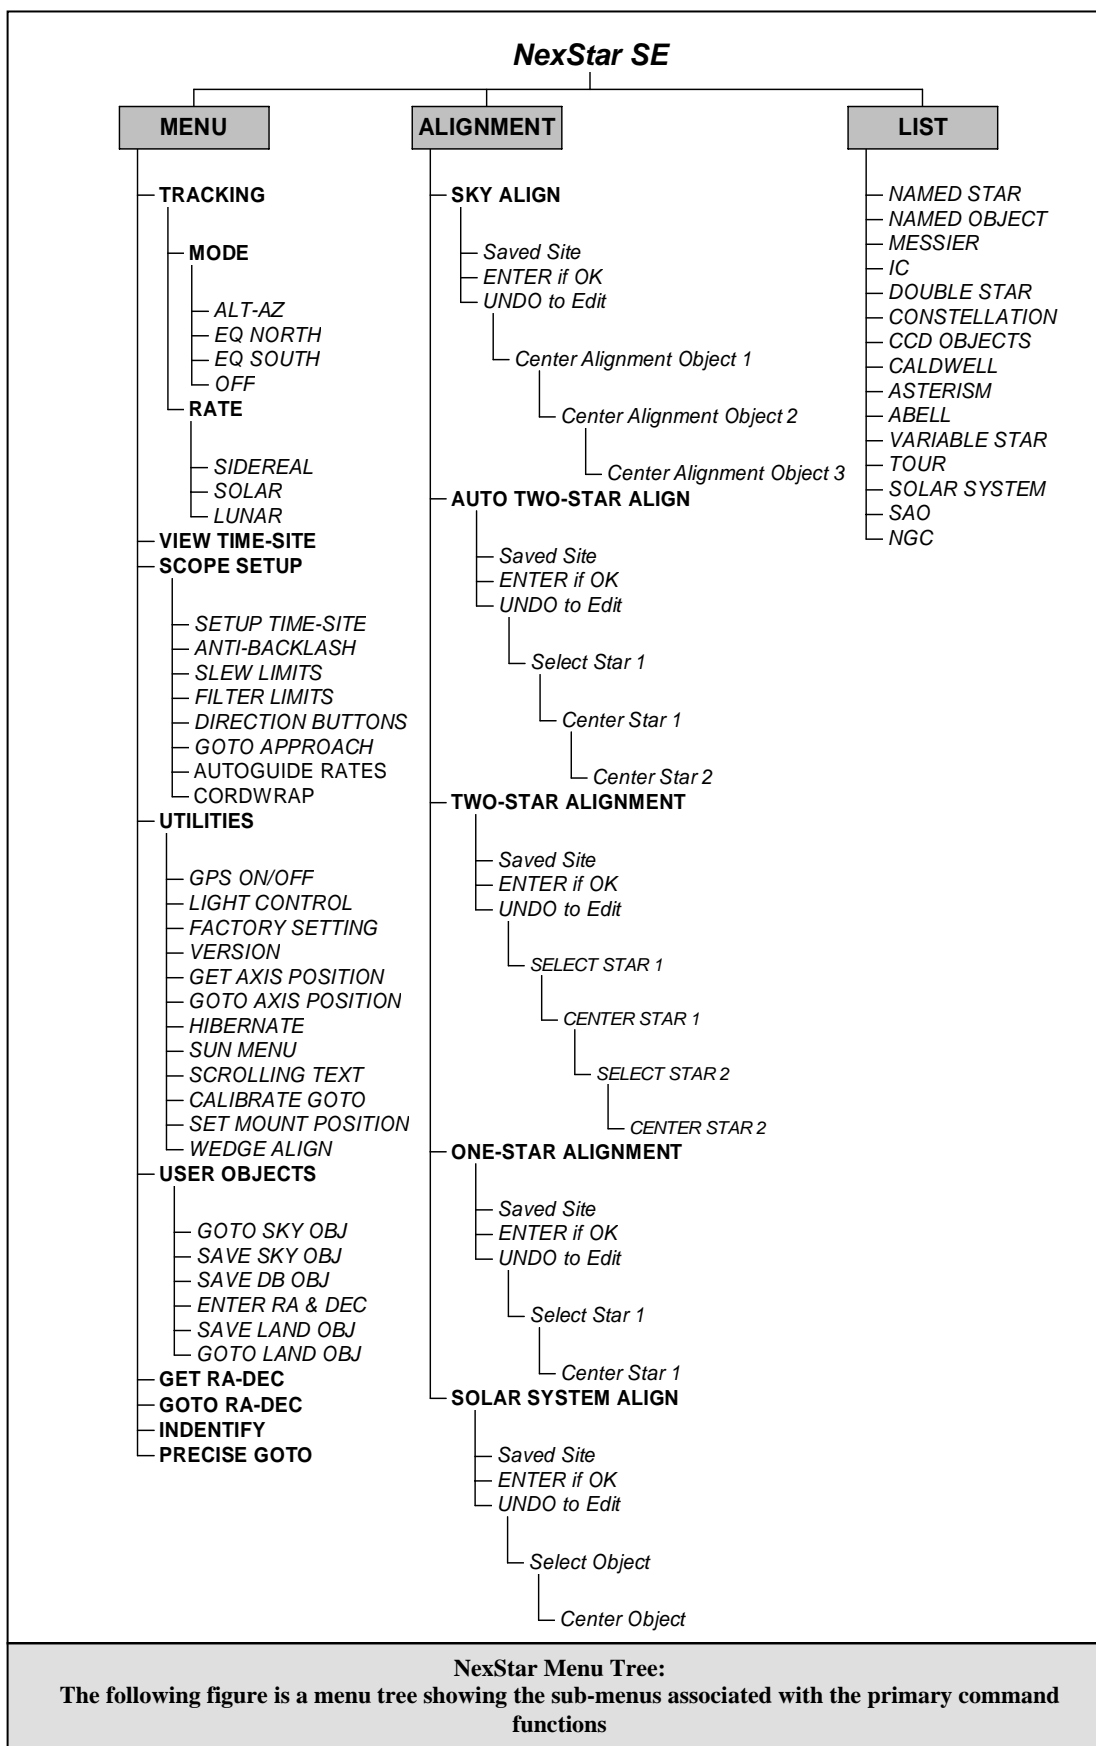 NexStar SE
MENU
TRACKING
MODE
ALT-AZ
EQ NORTH
EQ SOUTH
OFF
RATE
SIDEREAL
SOLAR
LUNAR
VIEW TIME-SITE
SCOPE SETUP
SETUP TIME-SITE
ANTI-BACKLASH
SLEW LIMITS
FILTER LIMITS
DIRECTION BUTTONS
GOTO APPROACH
AUTOGUIDE RATES
CORDWRAP
UTILITIES
GPS ON/OFF
LIGHT CONTROL
FACTORY SETTING
VERSION
GET AXIS POSITION
GOTO AXIS POSITION
HIBERNATE
SUN MENU
SCROLLING TEXT
CALIBRATE GOTO
SET MOUNT POSITION
WEDGE ALIGN
USER OBJECTS
GOTO SKY OBJ
SAVE SKY OBJ
SAVE DB OBJ
ENTER RA & DEC
SAVE LAND OBJ
GOTO LAND OBJ
GET RA-DEC
GOTO RA-DEC
INDENTIFY
PRECISE GOTO
ALIGNMENT
SKY ALIGN
Saved Site
ENTER if OK
UNDO to Edit
Center Alignment Object 1
Center Alignment Object 2
Center Alignment Object 3
AUTO TWO-STAR ALIGN
Saved Site
ENTER if OK
UNDO to Edit
Select Star 1
Center Star 1
Center Star 2
TWO-STAR ALIGNMENT
Saved Site
ENTER if OK
UNDO to Edit
SELECT STAR 1
CENTER STAR 1
SELECT STAR 2
CENTER STAR 2
ONE-STAR ALIGNMENT
Saved Site
ENTER if OK
UNDO to Edit
Select Star 1
Center Star 1
SOLAR SYSTEM ALIGN
Saved Site
ENTER if OK
UNDO to Edit
Select Object
Center Object
LIST
NAMED STAR
NAMED OBJECT
MESSIER
IC
DOUBLE STAR
CONSTELLATION
CCD OBJECTS
CALDWELL
ASTERISM
ABELL
VARIABLE STAR
TOUR
SOLAR SYSTEM
SAO
NGC
NexStar Menu Tree:
The following figure is a menu tree showing the sub-menus associated with the primary command
functions